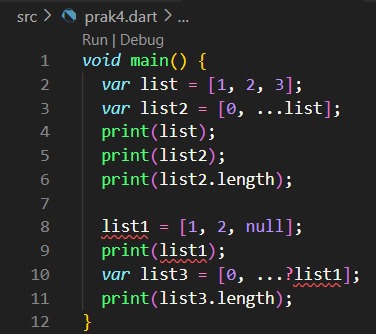 src > prak4.dart > ...
Run | Debug
1 void main() {
2   var list = [1, 2, 3];
3   var list2 = [0, ...list];
4   print(list);
5   print(list2);
6   print(list2.length);
7
8   list1 = [1, 2, null];
9   print(list1);
10   var list3 = [0, ...?list1];
11   print(list3.length);
12 }